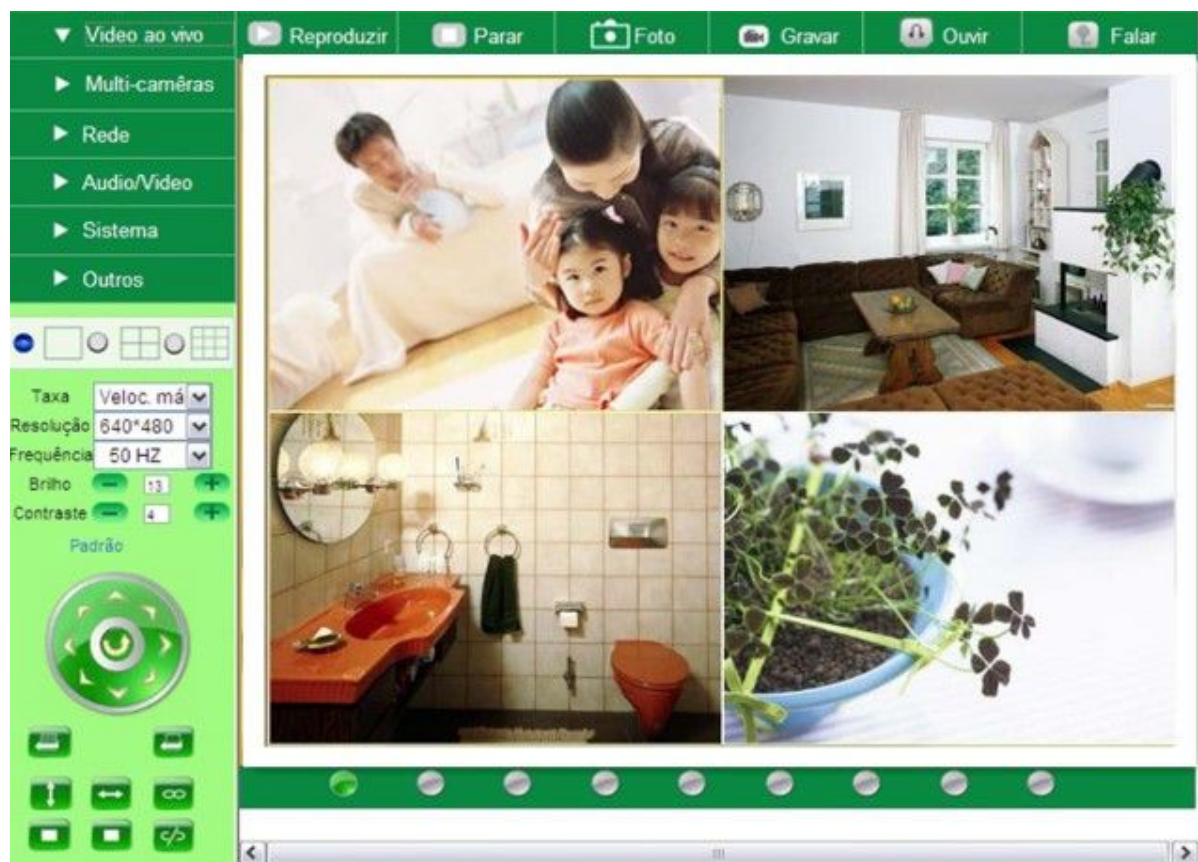 Video ao vivo
Reproduzir
Parar
Foto
Gravar
Ouvir
Falar
Multi-camêras
Rede
Audio/Video
Sistema
Outros
Taxa Veloc. má
Resolução 640*480
Frequência 50 HZ
Brilho 13
Contraste 4
Padrão